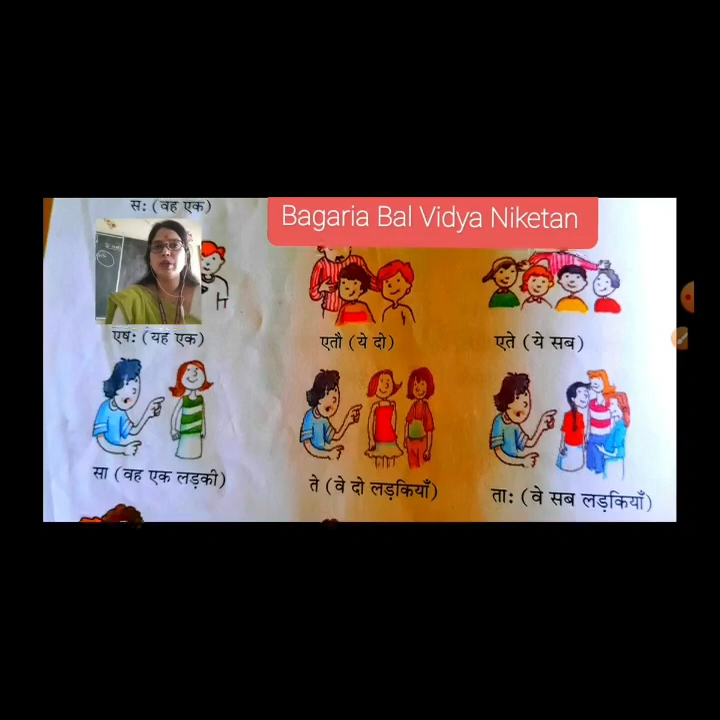 सः (वह एक)
Bagaria Bal Vidya Niketan
एषः (यह एक)
एतौ (ये दो)
एते (ये सब)
सा (वह एक लड़की)
ते (वे दो लड़कियाँ)
ताः (वे सब लड़कियाँ)